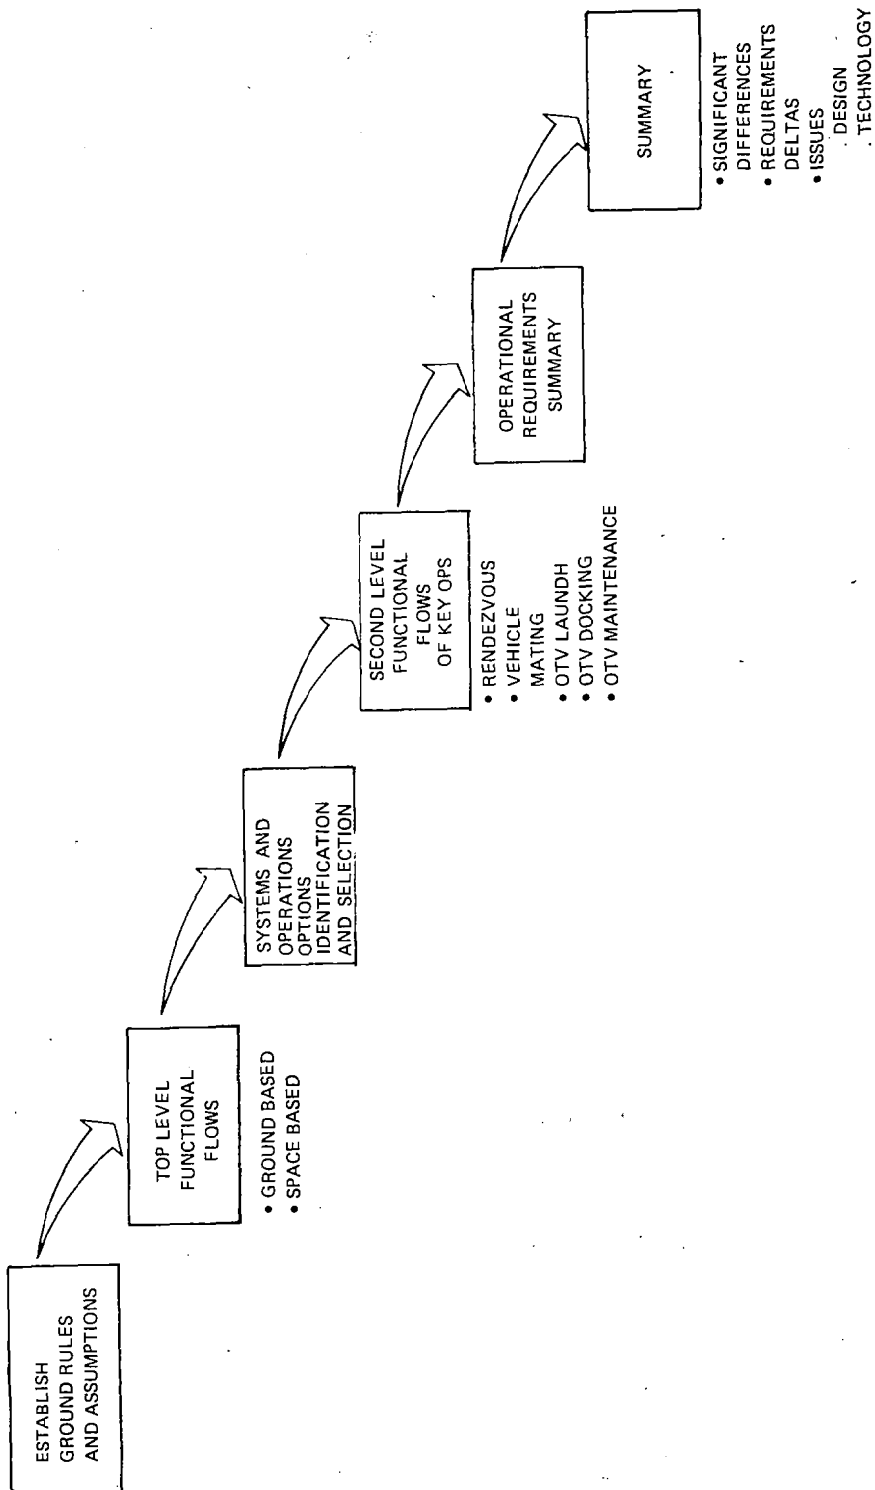 ESTABLISH
GROUND RULES
AND ASSUMPTIONS
TOP LEVEL
FUNCTIONAL
FLOWS
• GROUND BASED
• SPACE BASED
SYSTEMS AND
OPERATIONS
OPTIONS
IDENTIFICATION
AND SELECTION
SECOND LEVEL
FUNCTIONAL
FLOWS
OF KEY OPS
• RENDEZVOUS
• VEHICLE
MATING
• OTV LAUNDH
• OTV DOCKING
• OTV MAINTENANCE
OPERATIONAL
REQUIREMENTS
SUMMARY
SUMMARY
• SIGNIFICANT
DIFFERENCES
• REQUIREMENTS
DELTAS
• ISSUES
. DESIGN
. TECHNOLOGY